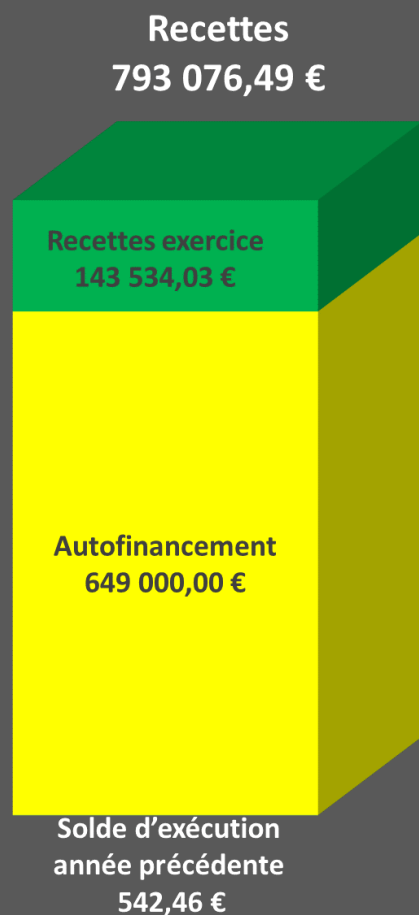 Recettes
793 076,49 €
Recettes exercice
143 534,03 €
Autofinancement
649 000,00 €
Solde d’exécution
année précédente
542,46 €